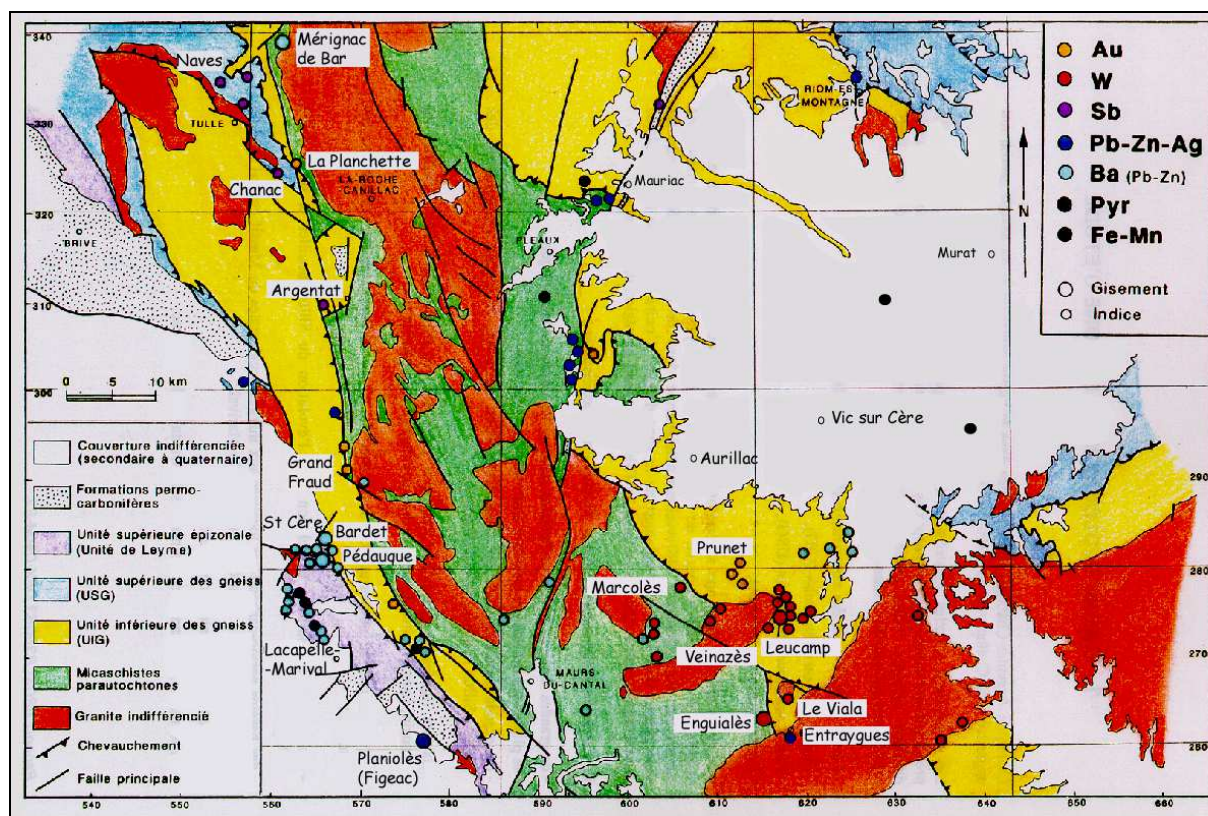 340
330
320
310
300
290
280
270
260
540
550
560
570
580
590
600
610
620
630
640
650
660
Naves
Mérignac
de Bar
TULLE
La Planchette
LA-ROCHE-
CANILLAC
Chanac
BRIVE
Argentat
PLEAUX
Mauriac
RIOM-ES-
MONTAGNE
N
Murat
0 5 10 km
Vic sur Cère
Aurillac
Grand
Fraud
St Cère
Bardet
Pédauque
Prunet
Marcolès
Lacapelle-
-Marival
Veinazès
Leucamp
MAURS-
DU-CANTAL
Le Viala
Enguialès
Entraygues
Planiolès
(Figeac)
Au
W
Sb
Pb-Zn-Ag
Ba (Pb-Zn)
Pyr
Fe-Mn
Gisement
Indice
Couverture indifférenciée
(secondaire à quaternaire)
Formations permo-
carbonifères
Unité supérieure épizonale
(Unité de Leyme)
Unité supérieure des gneiss
(USG)
Unité inférieure des gneiss
(UIG)
Micaschistes
parautochtones
Granite indifférencié
Chevauchement
Faille principale